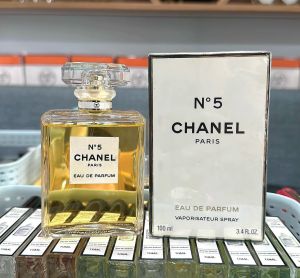 N°5
CHANEL
PARIS
EAU DE PARFUM
N°5
CHANEL
PARIS
EAU DE PARFUM
VAPORISATEUR SPRAY
100 ml
3.4 FL.OZ.